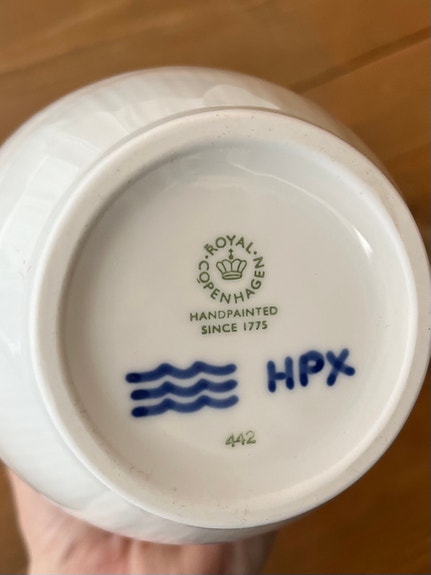 ROYAL
COPENHAGEN
HANDPAINTED
SINCE 1775
HPX
442